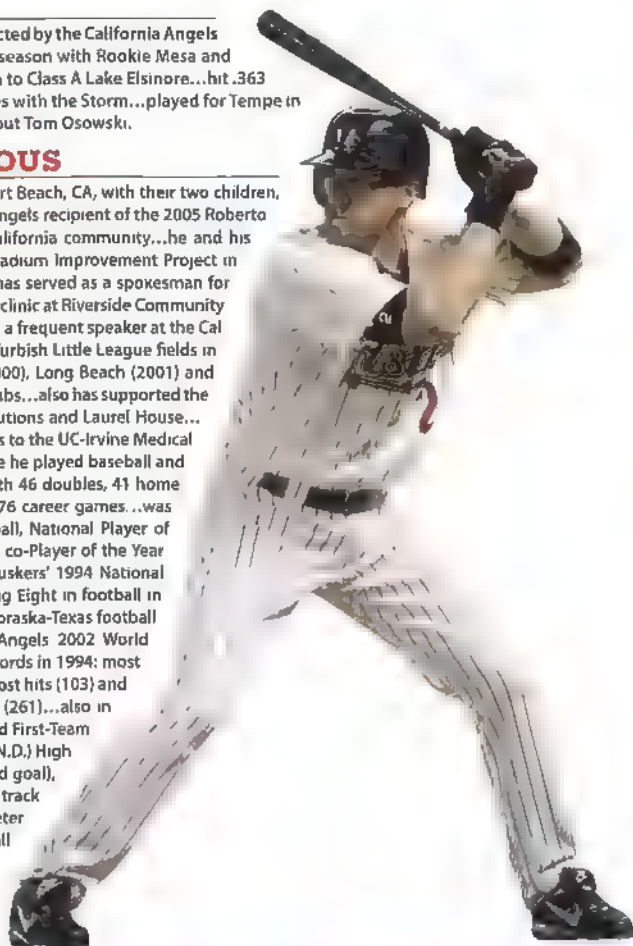 cted by the California Angels
season with Rookie Mesa and
to Class A Lake Elsinore...hit .363
s with the Storm...played for Tempe in
out Tom Osowski.
OUS
rt Beach, CA, with their two children,
ngels recipient of the 2005 Roberto
alifornia community...he and his
adium Improvement Project in
has served as a spokesman for
clinic at Riverside Community
a frequent speaker at the Cal
furbish Little League fields in
000), Long Beach (2001) and
ubs...also has supported the
utions and Laurel House...
s to the UC-Irvine Medical
e he played baseball and
th 46 doubles, 41 home
76 career games...was
ball, National Player of
co-Player of the Year
uskers' 1994 National
g Eight in football in
braska-Texas football
Angels 2002 World
ords in 1994: most
ost hits (103) and
(261)...also in
d First-Team
N.D.) High
d goal),
track
eter
ll